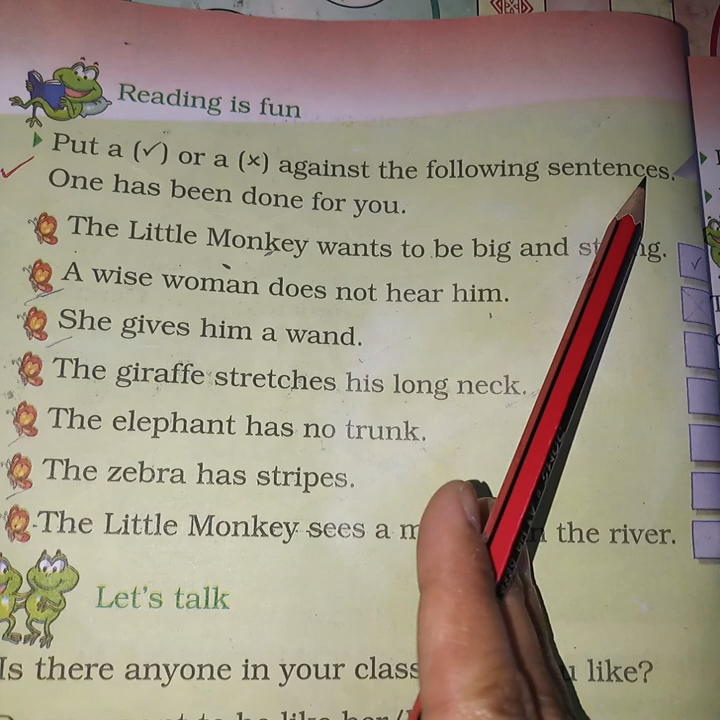 Reading is fun
Put a (✓) or a (×) against the following sentences.
One has been done for you.
The Little Monkey wants to be big and
A wise woman does not hear him.
She gives him a wand.
The giraffe stretches his long neck.
The elephant has no trunk.
The zebra has stripes.
The Little Monkey sees a the river.
Let's talk
Is there anyone in your class like?